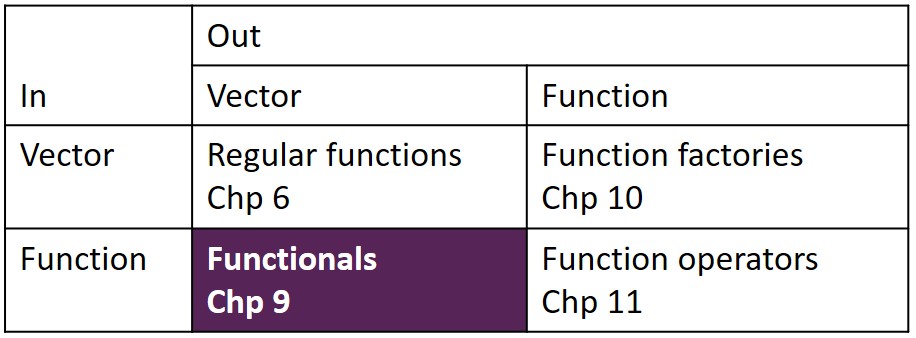 Out
In
Vector
Function
Vector
Regular functions
Chp 6
Function factories
Chp 10
Function
Functionals
Chp 9
Function operators
Chp 11